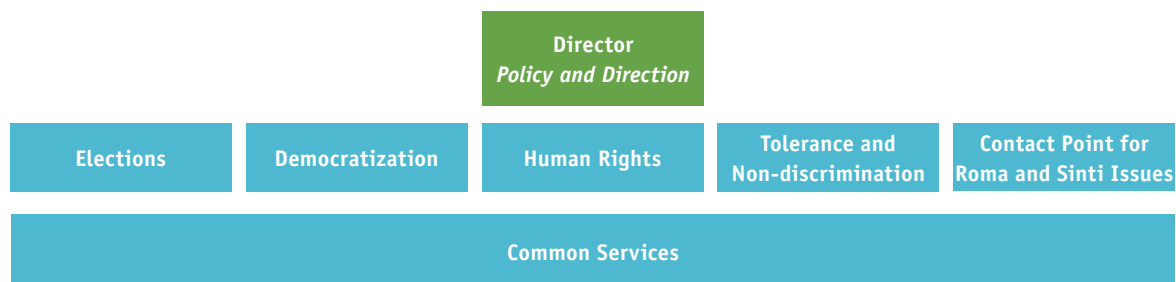 Director
Policy and Direction
Elections
Democratization
Human Rights
Tolerance and
Non-discrimination
Contact Point for
Roma and Sinti Issues
Common Services